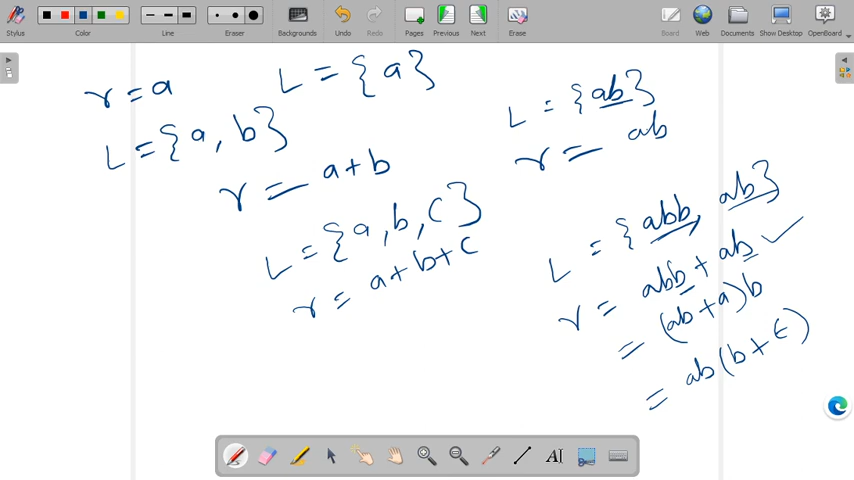 Stylus
Color
Line
Eraser
Backgrounds
Undo
Redo
Pages
Previous
Next
Erase
Board
Web
Documents
Show Desktop
OpenBoard
r = a
L = {a}
L = {a, b}
r = a+b
L = {a, b, c}
r = a+b+c
L = {ab}
r = ab
L = {abb, ab}
r = abb + ab ✓
= (ab+a)b
= ab(b+ε)
AI